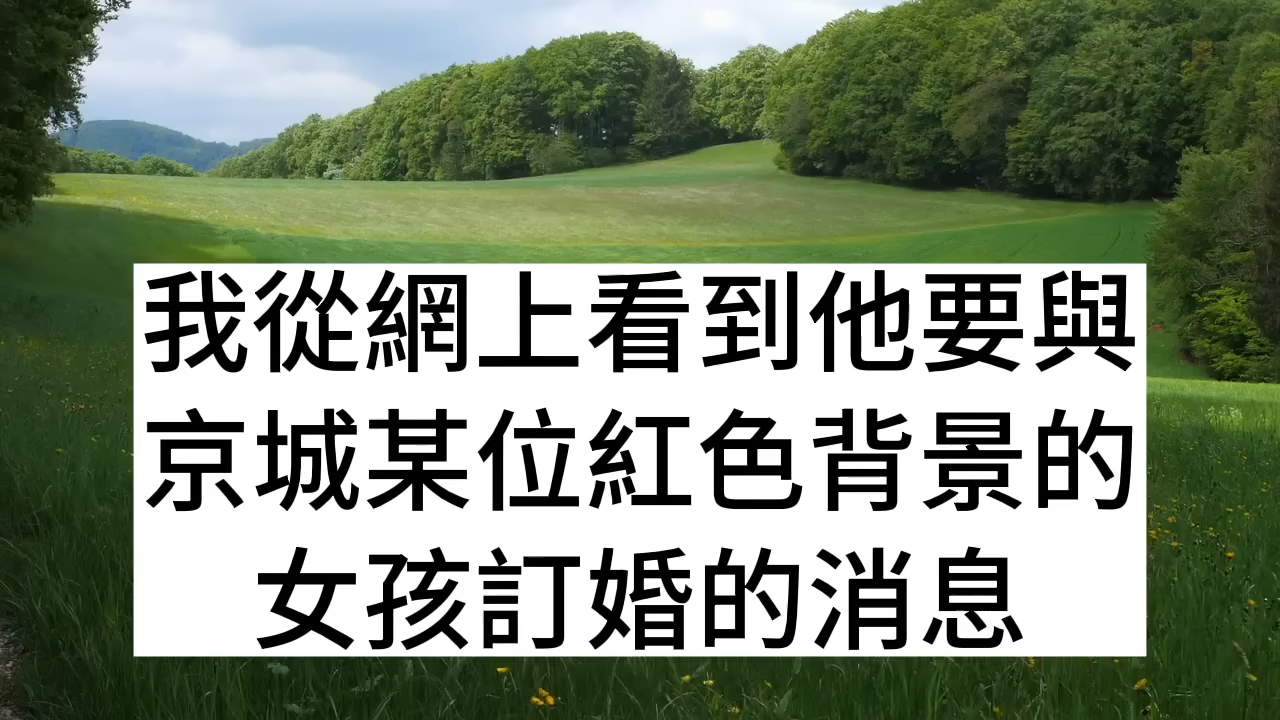 我從網上看到他要與
京城某位紅色背景的
女孩訂婚的消息